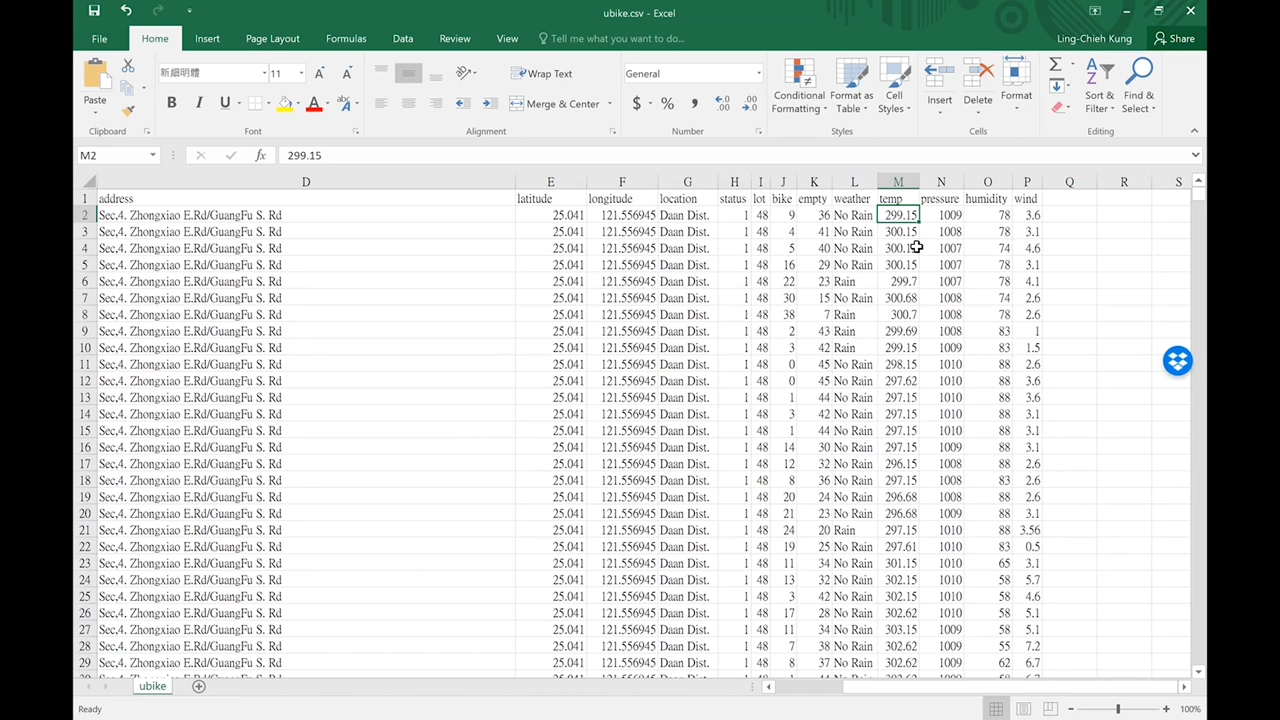 ubike.csv - Excel
File Home Insert Page Layout Formulas Data Review View Tell me what you want to do... Ling-Chieh Kung Share
Paste 新細明體 11 A A Wrap Text General Conditional Formatting Format as Table Cell Styles Insert Delete Format Sort & Filter Find & Select
B I U A Merge & Center $ % ,
Clipboard Font Alignment Number Styles Cells Editing
M2 fx 299.15
D E F G H I J K L M N O P Q R S
1 address latitude longitude location status lot bike empty weather temp pressure humidity wind
2 Sec,4. Zhongxiao E.Rd/GuangFu S. Rd 25.041 121.556945 Daan Dist. 1 48 9 36 No Rain 299.15 1009 78 3.6
3 Sec,4. Zhongxiao E.Rd/GuangFu S. Rd 25.041 121.556945 Daan Dist. 1 48 4 41 No Rain 300.15 1008 78 3.1
4 Sec,4. Zhongxiao E.Rd/GuangFu S. Rd 25.041 121.556945 Daan Dist. 1 48 5 40 No Rain 1007 74 4.6
5 Sec,4. Zhongxiao E.Rd/GuangFu S. Rd 25.041 121.556945 Daan Dist. 1 48 16 29 No Rain 300.15 1007 78 3.1
6 Sec,4. Zhongxiao E.Rd/GuangFu S. Rd 25.041 121.556945 Daan Dist. 1 48 22 23 Rain 299.7 1007 78 4.1
7 Sec,4. Zhongxiao E.Rd/GuangFu S. Rd 25.041 121.556945 Daan Dist. 1 48 30 15 No Rain 300.68 1008 74 2.6
8 Sec,4. Zhongxiao E.Rd/GuangFu S. Rd 25.041 121.556945 Daan Dist. 1 48 38 7 Rain 300.7 1008 78 2.6
9 Sec,4. Zhongxiao E.Rd/GuangFu S. Rd 25.041 121.556945 Daan Dist. 1 48 2 43 Rain 299.69 1008 83 1
10 Sec,4. Zhongxiao E.Rd/GuangFu S. Rd 25.041 121.556945 Daan Dist. 1 48 3 42 Rain 299.15 1009 83 1.5
11 Sec,4. Zhongxiao E.Rd/GuangFu S. Rd 25.041 121.556945 Daan Dist. 1 48 0 45 No Rain 298.15 1010 88 2.6
12 Sec,4. Zhongxiao E.Rd/GuangFu S. Rd 25.041 121.556945 Daan Dist. 1 48 0 45 No Rain 297.62 1010 88 3.6
13 Sec,4. Zhongxiao E.Rd/GuangFu S. Rd 25.041 121.556945 Daan Dist. 1 48 1 44 No Rain 297.15 1010 88 3.6
14 Sec,4. Zhongxiao E.Rd/GuangFu S. Rd 25.041 121.556945 Daan Dist. 1 48 3 42 No Rain 297.15 1010 88 3.1
15 Sec,4. Zhongxiao E.Rd/GuangFu S. Rd 25.041 121.556945 Daan Dist. 1 48 1 44 No Rain 297.15 1010 88 3.1
16 Sec,4. Zhongxiao E.Rd/GuangFu S. Rd 25.041 121.556945 Daan Dist. 1 48 14 30 No Rain 297.15 1009 88 3.1
17 Sec,4. Zhongxiao E.Rd/GuangFu S. Rd 25.041 121.556945 Daan Dist. 1 48 12 32 No Rain 296.15 1008 88 2.6
18 Sec,4. Zhongxiao E.Rd/GuangFu S. Rd 25.041 121.556945 Daan Dist. 1 48 8 36 No Rain 297.15 1008 83 2.6
19 Sec,4. Zhongxiao E.Rd/GuangFu S. Rd 25.041 121.556945 Daan Dist. 1 48 20 24 No Rain 296.68 1008 88 2.6
20 Sec,4. Zhongxiao E.Rd/GuangFu S. Rd 25.041 121.556945 Daan Dist. 1 48 21 23 No Rain 296.68 1009 88 3.1
21 Sec,4. Zhongxiao E.Rd/GuangFu S. Rd 25.041 121.556945 Daan Dist. 1 48 24 20 Rain 297.15 1010 88 3.56
22 Sec,4. Zhongxiao E.Rd/GuangFu S. Rd 25.041 121.556945 Daan Dist. 1 48 19 25 No Rain 297.61 1010 83 0.5
23 Sec,4. Zhongxiao E.Rd/GuangFu S. Rd 25.041 121.556945 Daan Dist. 1 48 11 34 No Rain 301.15 1010 65 3.1
24 Sec,4. Zhongxiao E.Rd/GuangFu S. Rd 25.041 121.556945 Daan Dist. 1 48 13 32 No Rain 302.15 1010 58 5.7
25 Sec,4. Zhongxiao E.Rd/GuangFu S. Rd 25.041 121.556945 Daan Dist. 1 48 3 42 No Rain 302.15 1010 58 4.6
26 Sec,4. Zhongxiao E.Rd/GuangFu S. Rd 25.041 121.556945 Daan Dist. 1 48 17 28 No Rain 302.62 1010 58 5.1
27 Sec,4. Zhongxiao E.Rd/GuangFu S. Rd 25.041 121.556945 Daan Dist. 1 48 11 34 No Rain 303.15 1009 58 5.1
28 Sec,4. Zhongxiao E.Rd/GuangFu S. Rd 25.041 121.556945 Daan Dist. 1 48 7 38 No Rain 302.62 1009 55 7.2
29 Sec,4. Zhongxiao E.Rd/GuangFu S. Rd 25.041 121.556945 Daan Dist. 1 48 8 37 No Rain 302.62 1009 62 6.7
ubike
Ready 100%